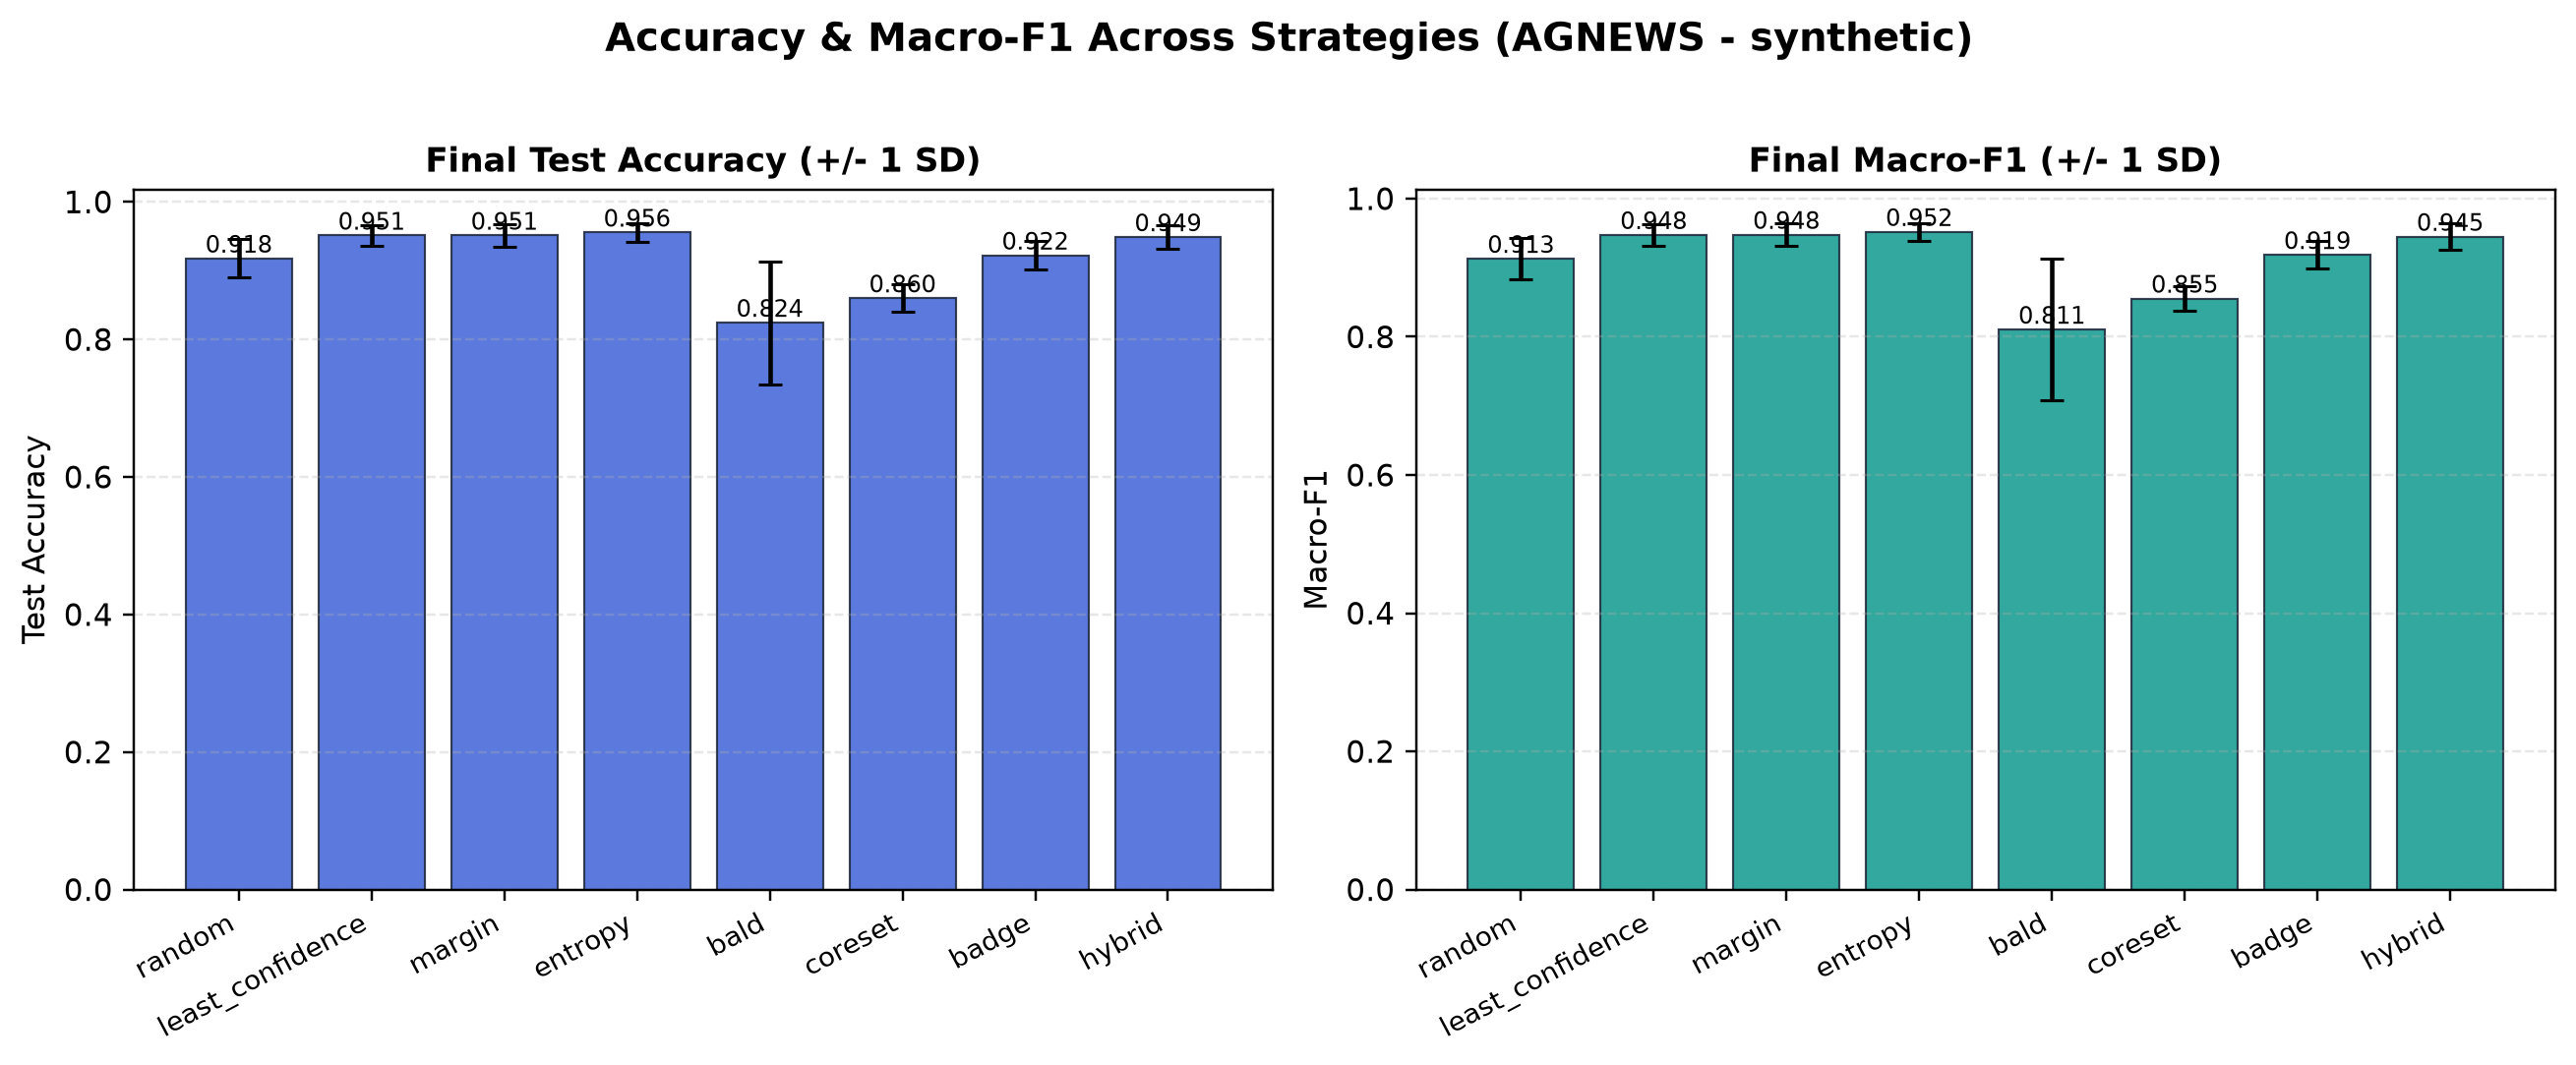 Accuracy & Macro-F1 Across Strategies (AGNEWS - synthetic)
Final Test Accuracy (+/- 1 SD)
Test Accuracy
1.0
0.8
0.6
0.4
0.2
0.0
0.918
0.951
0.951
0.956
0.824
0.860
0.922
0.949
random
least_confidence
margin
entropy
bald
coreset
badge
hybrid
Final Macro-F1 (+/- 1 SD)
Macro-F1
1.0
0.8
0.6
0.4
0.2
0.0
0.913
0.948
0.948
0.952
0.811
0.855
0.919
0.945
random
least_confidence
margin
entropy
bald
coreset
badge
hybrid